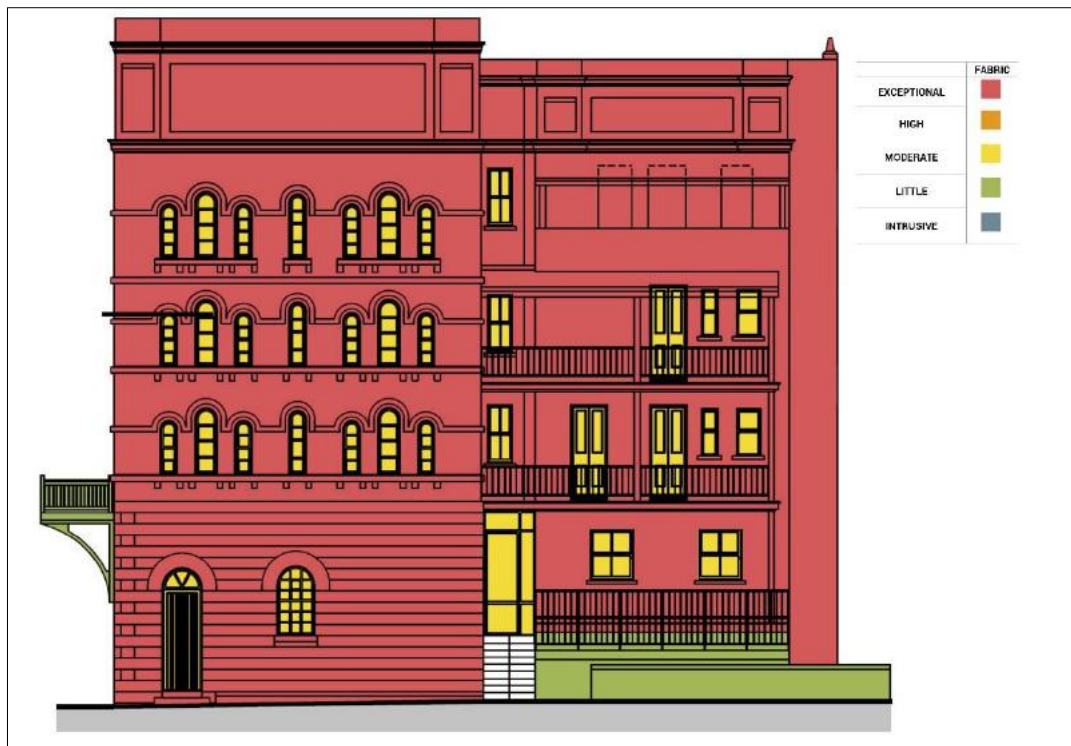 FABRIC
EXCEPTIONAL
HIGH
MODERATE
LITTLE
INTRUSIVE